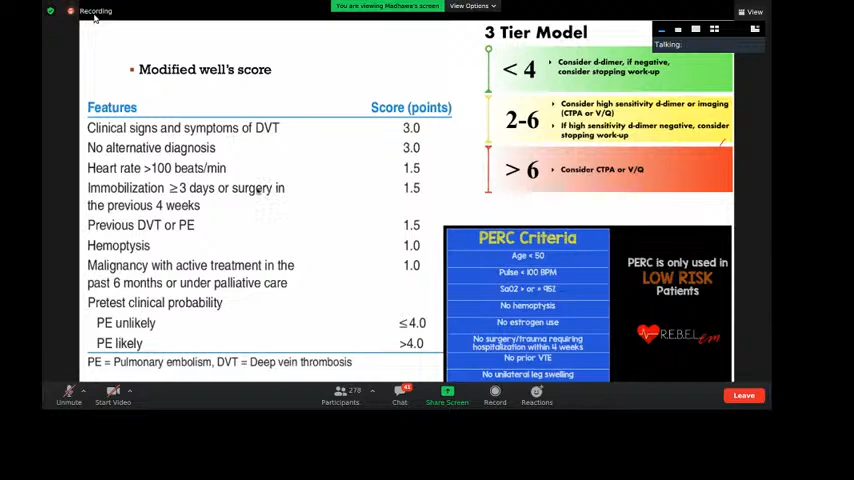 Recording
You are viewing Madhawa's screen
View Options
View
Talking:
▪ Modified well's score
Features Score (points)
Clinical signs and symptoms of DVT 3.0
No alternative diagnosis 3.0
Heart rate >100 beats/min 1.5
Immobilization ≥3 days or surgery in 1.5
the previous 4 weeks
Previous DVT or PE 1.5
Hemoptysis 1.0
Malignancy with active treatment in the 1.0
past 6 months or under palliative care
Pretest clinical probability
PE unlikely ≤4.0
PE likely >4.0
PE = Pulmonary embolism, DVT = Deep vein thrombosis
3 Tier Model
< 4
Consider d-dimer, if negative,
consider stopping work-up
2-6
Consider high sensitivity d-dimer or imaging
(CTPA or V/Q)
If high sensitivity d-dimer negative, consider
stopping work-up
> 6
Consider CTPA or V/Q
PERC Criteria
Age < 50
Pulse < 100 BPM
SaO2 > or = 95%
No hemoptysis
No estrogen use
No surgery/trauma requiring
hospitalization within 4 weeks
No prior VTE
No unilateral leg swelling
PERC is only used in
LOW RISK
Patients
R.E.B.E.L em
Unmute
Start Video
278
Participants
41
Chat
Share Screen
Record
Reactions
Leave